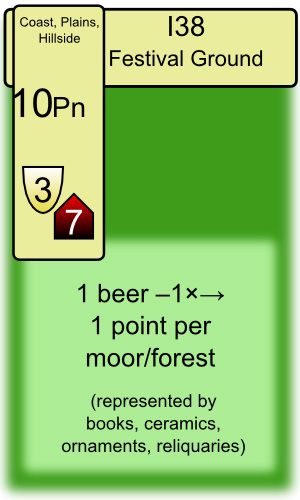 Coast, Plains,
Hillside
I38
Festival Ground
10Pn
3
7
1 beer –1×→
1 point per
moor/forest
(represented by
books, ceramics,
ornaments, reliquaries)